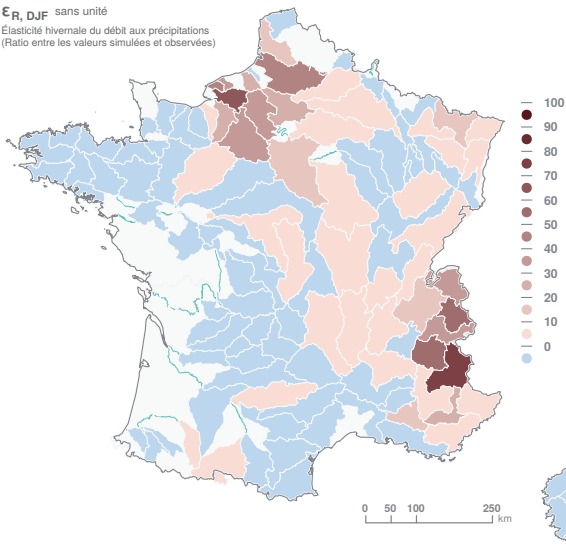 εR, DJF sans unité
Élasticité hivernale du débit aux précipitations
(Ratio entre les valeurs simulées et observées)
100
90
80
70
60
50
40
30
20
10
0
0 50 100 250
km